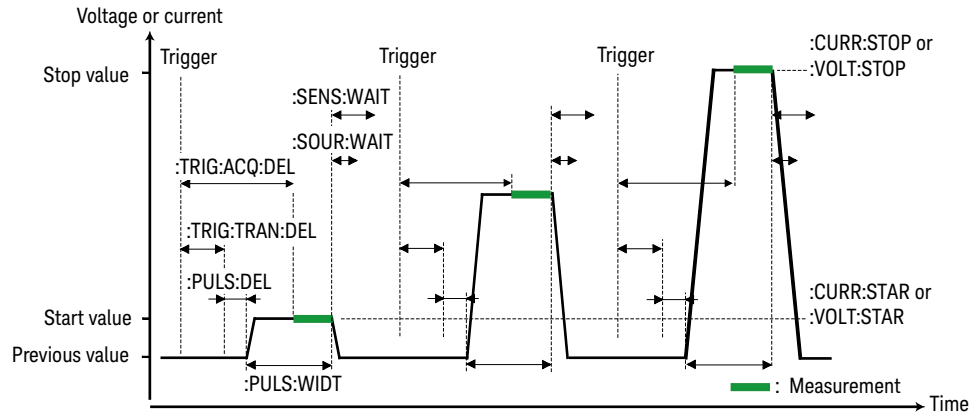 Voltage or current
Trigger
Trigger
Trigger
:CURR:STOP or
:VOLT:STOP
Stop value
:SENS:WAIT
:SOUR:WAIT
:TRIG:ACQ:DEL
:TRIG:TRAN:DEL
:PULS:DEL
:CURR:STAR or
:VOLT:STAR
Start value
Previous value
:PULS:WIDT
: Measurement
Time